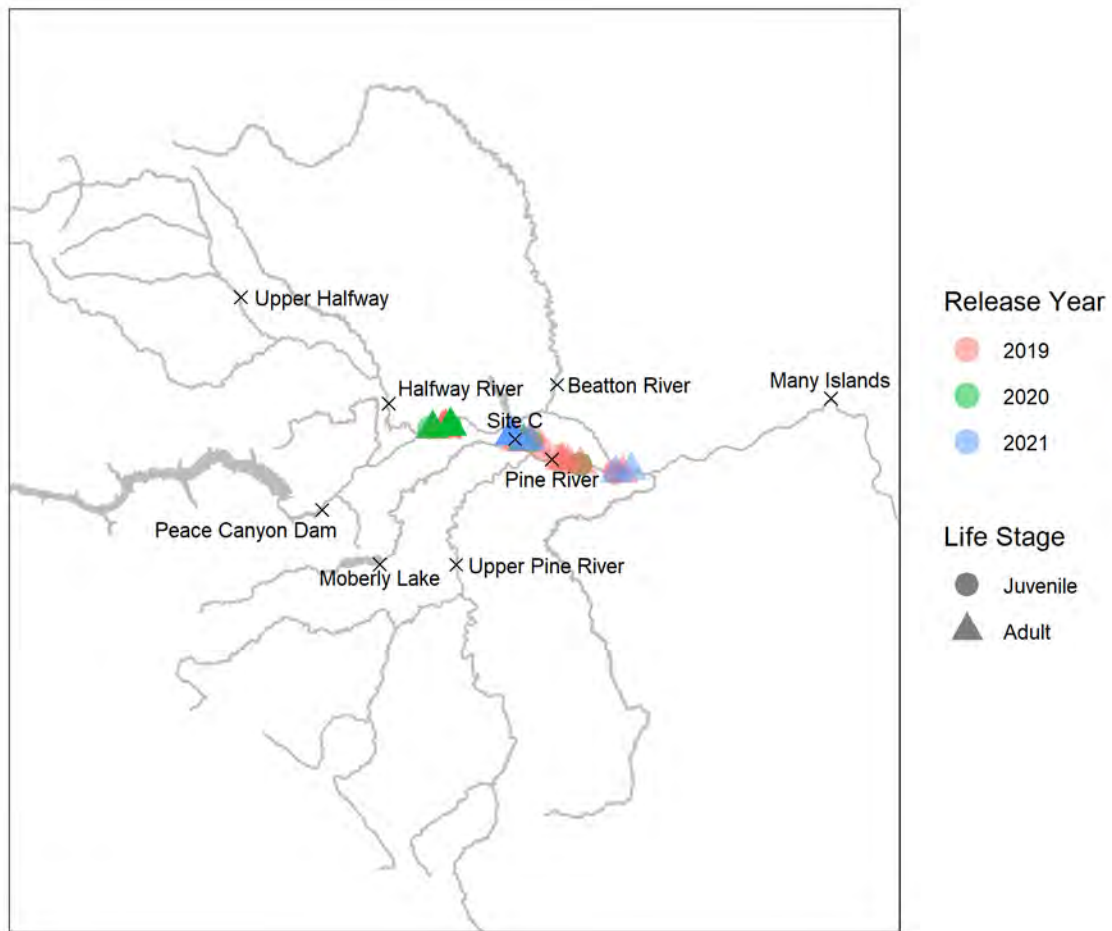 Upper Halfway
Halfway River
Beatton River
Many Islands
Site C
Pine River
Peace Canyon Dam
Moberly Lake
Upper Pine River
Release Year
2019
2020
2021
Life Stage
Juvenile
Adult